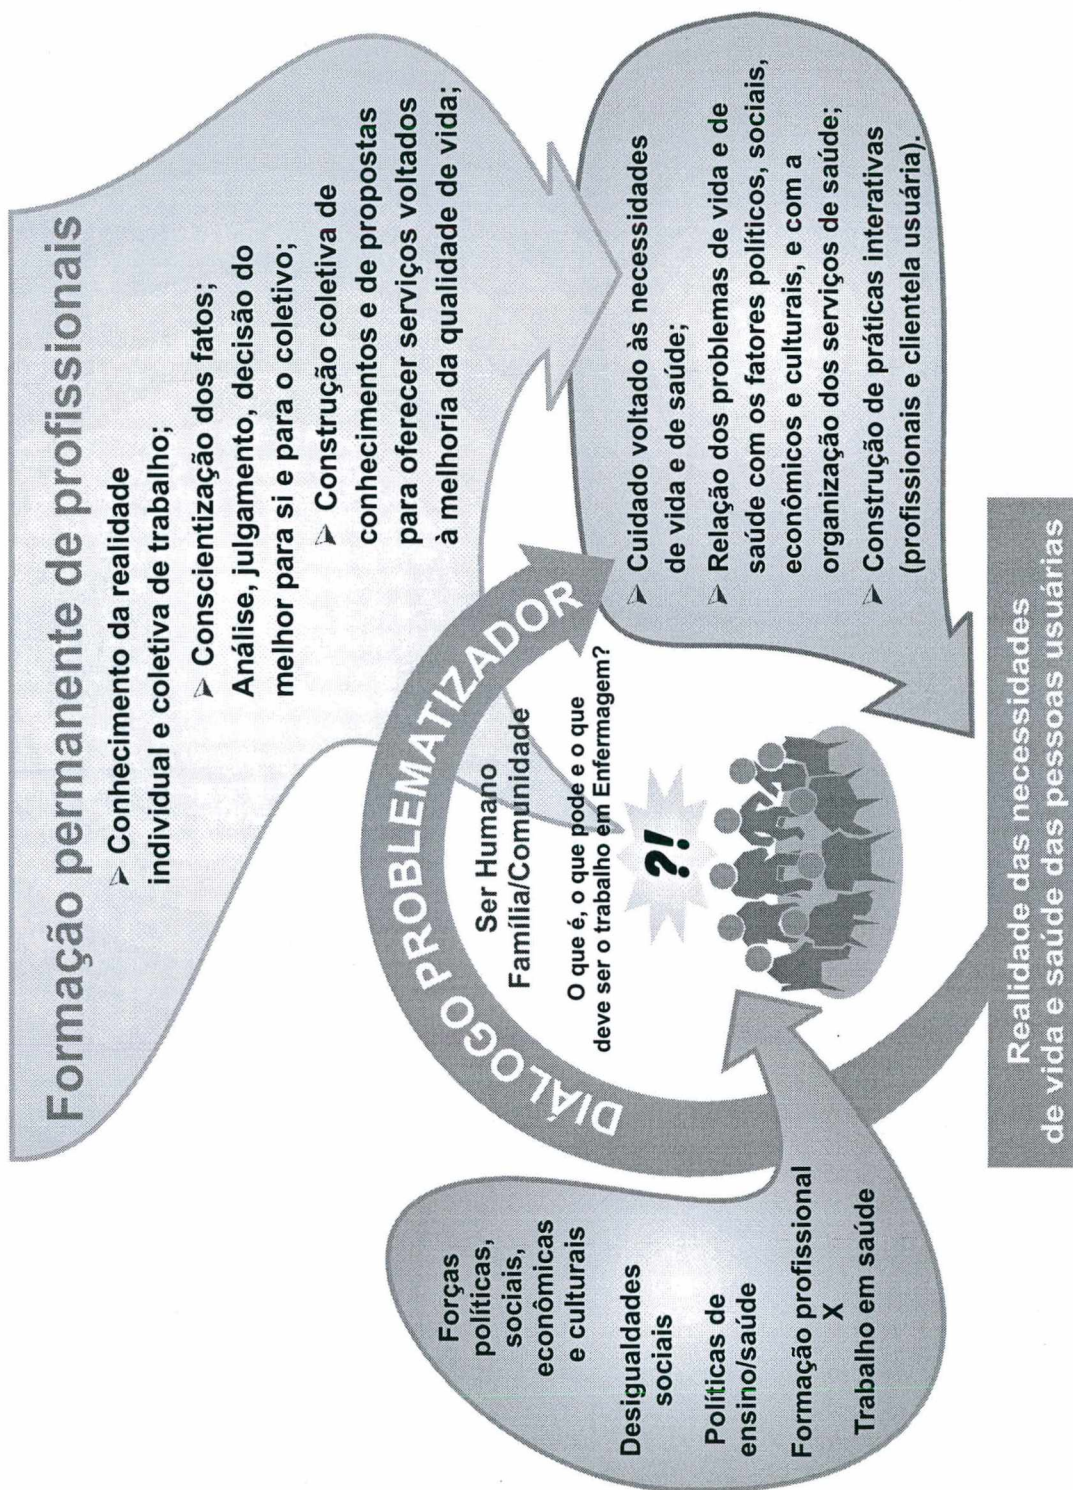 Formação permanente de profissionais
➢ Conhecimento da realidade
individual e coletiva de trabalho;
➢ Conscientização dos fatos;
Análise, julgamento, decisão do
melhor para si e para o coletivo;
➢ Construção coletiva de
conhecimentos e de propostas
para oferecer serviços voltados
à melhoria da qualidade de vida;
DIÁLOGO PROBLEMATIZADOR
Ser Humano
Família/Comunidade
O que é, o que pode e o que
deve ser o trabalho em Enfermagem?
?!
Forças
políticas,
sociais,
econômicas
e culturais
Desigualdades
sociais
Políticas de
ensino/saúde
Formação profissional
X
Trabalho em saúde
➢ Cuidado voltado às necessidades
de vida e de saúde;
➢ Relação dos problemas de vida e de
saúde com os fatores políticos, sociais,
econômicos e culturais, e com a
organização dos serviços de saúde;
➢ Construção de práticas interativas
(profissionais e clientela usuária).
Realidade das necessidades
de vida e saúde das pessoas usuárias